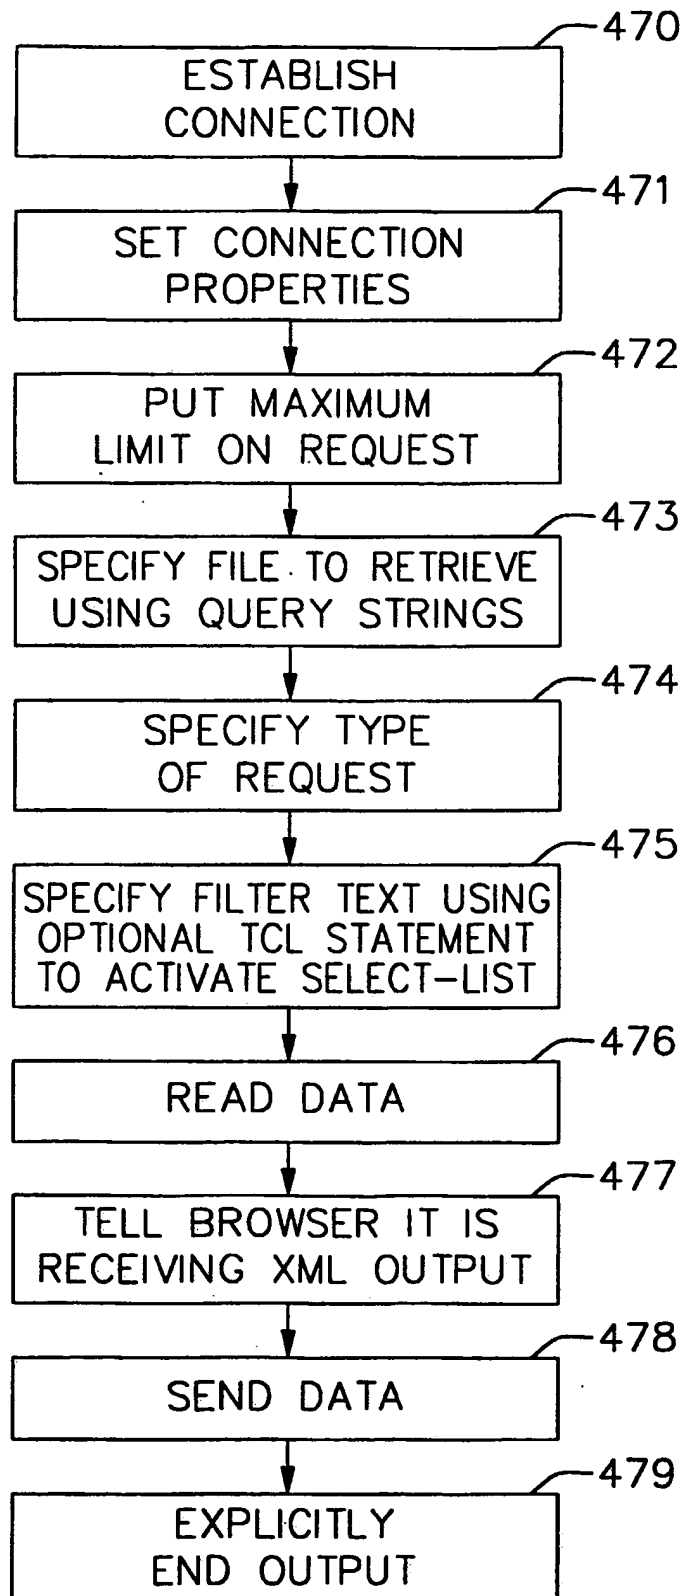 470
ESTABLISH
CONNECTION
471
SET CONNECTION
PROPERTIES
472
PUT MAXIMUM
LIMIT ON REQUEST
473
SPECIFY FILE TO RETRIEVE
USING QUERY STRINGS
474
SPECIFY TYPE
OF REQUEST
475
SPECIFY FILTER TEXT USING
OPTIONAL TCL STATEMENT
TO ACTIVATE SELECT-LIST
476
READ DATA
477
TELL BROWSER IT IS
RECEIVING XML OUTPUT
478
SEND DATA
479
EXPLICITLY
END OUTPUT